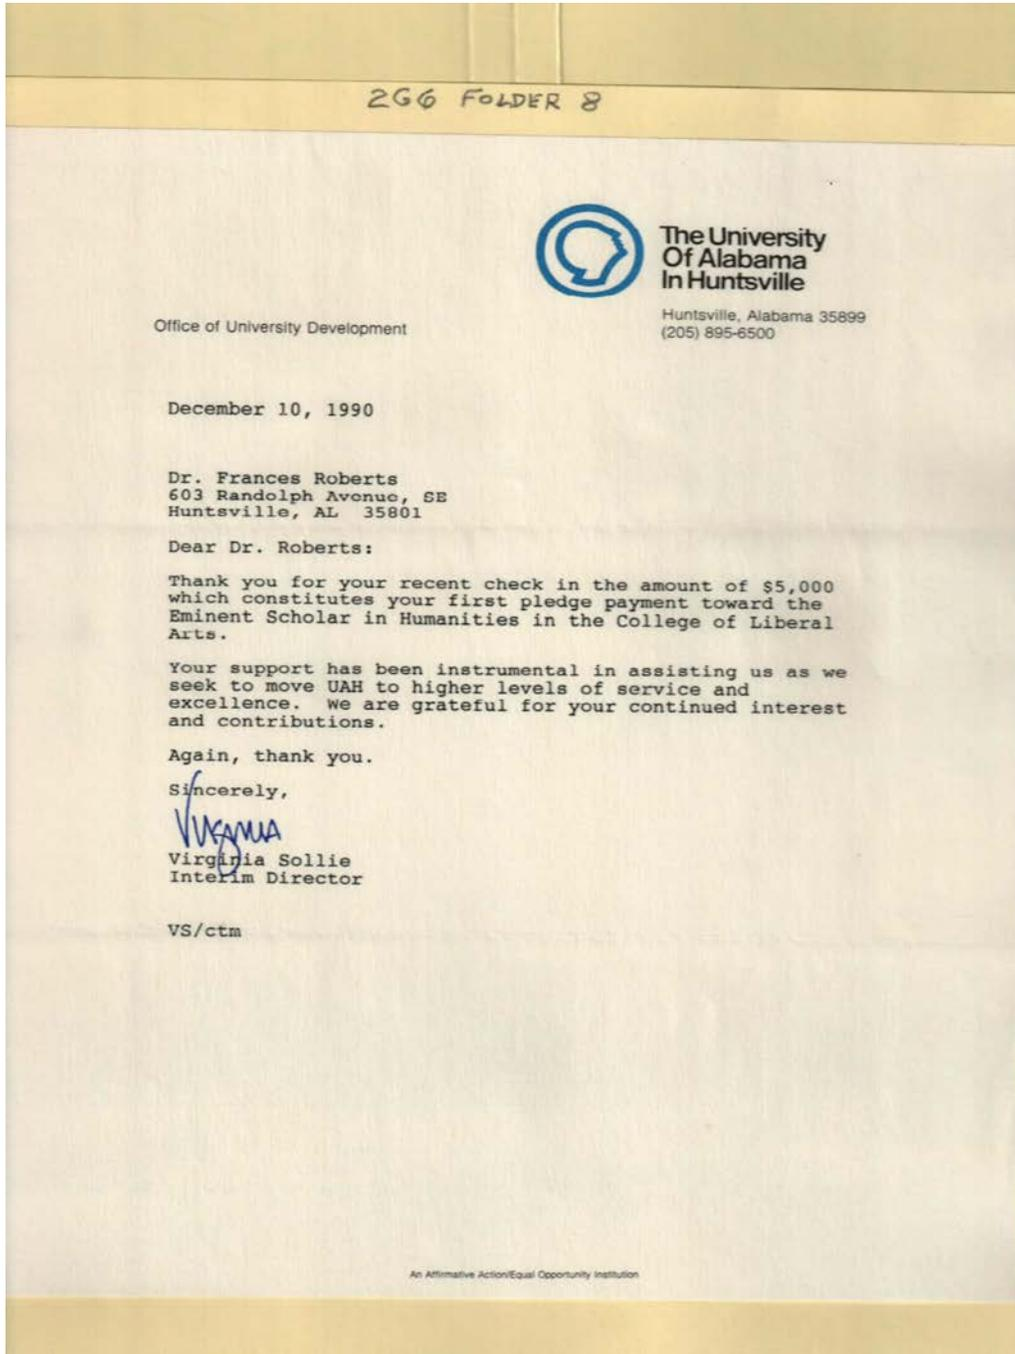 2G6 FOLDER 8
The University
Of Alabama
In Huntsville
Huntsville, Alabama 35899
(205) 895-6500
Office of University Development
December 10, 1990
Dr. Frances Roberts
603 Randolph Avenue, SE
Huntsville, AL 35801
Dear Dr. Roberts:
Thank you for your recent check in the amount of $5,000
which constitutes your first pledge payment toward the
Eminent Scholar in Humanities in the College of Liberal
Arts.
Your support has been instrumental in assisting us as we
seek to move UAH to higher levels of service and
excellence. We are grateful for your continued interest
and contributions.
Again, thank you.
Sincerely,
Virginia
Virginia Sollie
Interim Director
VS/ctm
An Affirmative Action/Equal Opportunity Institution